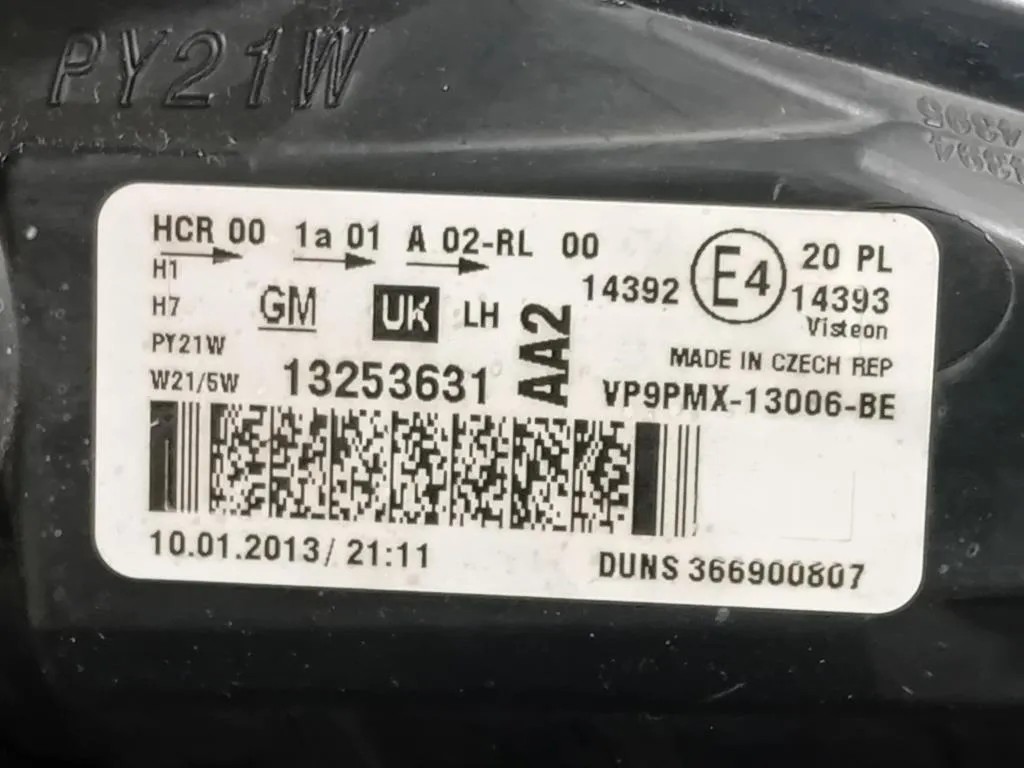 PY21W
HCR 00 1a 01 A 02-RL 00
14392 E4 20 PL
14393
Visteon
H1
H7
PY21W
W21/5W
GM UK LH AA2
13253631
MADE IN CZECH REP
VP9PMX-13006-BE
10.01.2013/ 21:11
DUNS 366900807